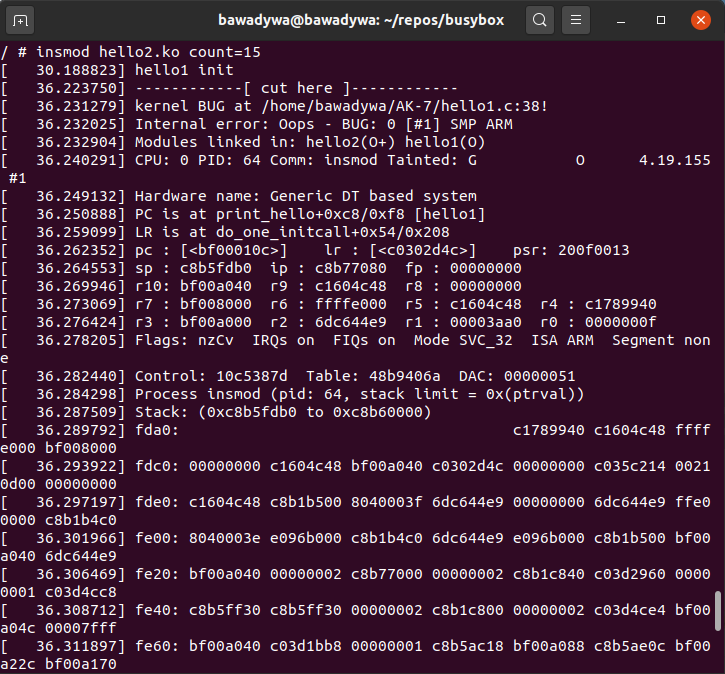 bawadywa@bawadywa: ~/repos/busybox
/ # insmod hello2.ko count=15
[   30.188823] hello1 init
[   36.223750] ------------[ cut here ]------------
[   36.231279] kernel BUG at /home/bawadywa/AK-7/hello1.c:38!
[   36.232025] Internal error: Oops - BUG: 0 [#1] SMP ARM
[   36.232904] Modules linked in: hello2(O+) hello1(O)
[   36.240291] CPU: 0 PID: 64 Comm: insmod Tainted: G           O      4.19.155
 #1
[   36.249132] Hardware name: Generic DT based system
[   36.250888] PC is at print_hello+0xc8/0xf8 [hello1]
[   36.259099] LR is at do_one_initcall+0x54/0x208
[   36.262352] pc : [<bf00010c>]    lr : [<c0302d4c>]    psr: 200f0013
[   36.264553] sp : c8b5fdb0  ip : c8b77080  fp : 00000000
[   36.269946] r10: bf00a040  r9 : c1604c48  r8 : 00000000
[   36.273069] r7 : bf008000  r6 : ffffe000  r5 : c1604c48  r4 : c1789940
[   36.276424] r3 : bf00a000  r2 : 6dc644e9  r1 : 00003aa0  r0 : 0000000f
[   36.278205] Flags: nzCv  IRQs on  FIQs on  Mode SVC_32  ISA ARM  Segment non
e
[   36.282440] Control: 10c5387d  Table: 48b9406a  DAC: 00000051
[   36.284298] Process insmod (pid: 64, stack limit = 0x(ptrval))
[   36.287509] Stack: (0xc8b5fdb0 to 0xc8b60000)
[   36.289792] fda0:                                     c1789940 c1604c48 ffff
e000 bf008000
[   36.293922] fdc0: 00000000 c1604c48 bf00a040 c0302d4c 00000000 c035c214 0021
0d00 00000000
[   36.297197] fde0: c1604c48 c8b1b500 8040003f 6dc644e9 00000000 6dc644e9 ffe0
0000 c8b1b4c0
[   36.301966] fe00: 8040003e e096b000 c8b1b4c0 6dc644e9 e096b000 c8b1b500 bf00
a040 6dc644e9
[   36.306469] fe20: bf00a040 00000002 c8b77000 00000002 c8b1c840 c03d2960 0000
0001 c03d4cc8
[   36.308712] fe40: c8b5ff30 c8b5ff30 00000002 c8b1c800 00000002 c03d4ce4 bf00
a04c 00007fff
[   36.311897] fe60: bf00a040 c03d1bb8 00000001 c8b5ac18 bf00a088 c8b5ae0c bf00
a22c bf00a170